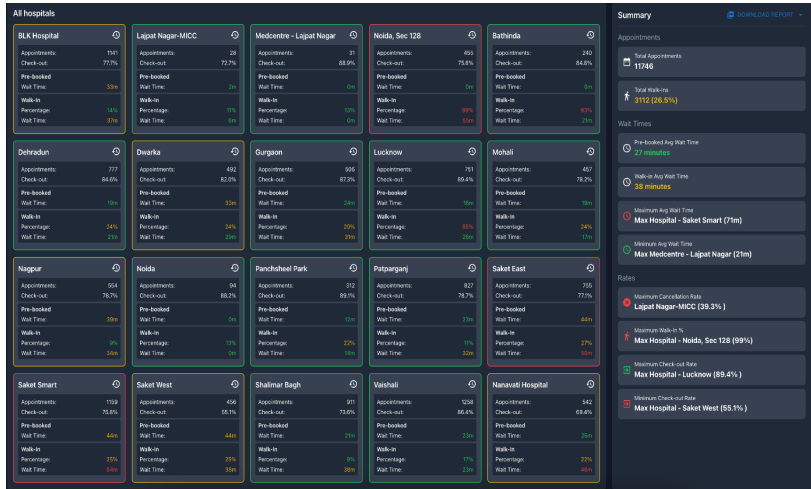 All hospitals
BLK Hospital
Appointments: 1141
Check-out: 77.7%
Pre-booked
Wait Time: 33m
Walk-In
Percentage: 14%
Wait Time: 37m
Lajpat Nagar-MICC
Appointments: 28
Check-out: 72.7%
Pre-booked
Wait Time: 2m
Walk-In
Percentage: 11%
Wait Time: 6m
Medcentre - Lajpat Nagar
Appointments: 31
Check-out: 88.9%
Pre-booked
Wait Time: 0m
Walk-In
Percentage: 13%
Wait Time: 0m
Noida, Sec 128
Appointments: 455
Check-out: 75.8%
Pre-booked
Wait Time: 0m
Walk-In
Percentage: 99%
Wait Time: 55m
Bathinda
Appointments: 240
Check-out: 84.8%
Pre-booked
Wait Time: 0m
Walk-In
Percentage: 93%
Wait Time: 21m
Dehradun
Appointments: 777
Check-out: 84.6%
Pre-booked
Wait Time: 19m
Walk-In
Percentage: 24%
Wait Time: 21m
Dwarka
Appointments: 492
Check-out: 82.0%
Pre-booked
Wait Time: 33m
Walk-In
Percentage: 24%
Wait Time: 29m
Gurgaon
Appointments: 506
Check-out: 87.3%
Pre-booked
Wait Time: 24m
Walk-In
Percentage: 20%
Wait Time: 31m
Lucknow
Appointments: 751
Check-out: 89.4%
Pre-booked
Wait Time: 18m
Walk-In
Percentage: 65%
Wait Time: 26m
Mohali
Appointments: 457
Check-out: 78.2%
Pre-booked
Wait Time: 19m
Walk-In
Percentage: 24%
Wait Time: 17m
Nagpur
Appointments: 554
Check-out: 78.7%
Pre-booked
Wait Time: 39m
Walk-In
Percentage: 9%
Wait Time: 34m
Noida
Appointments: 94
Check-out: 88.2%
Pre-booked
Wait Time: 0m
Walk-In
Percentage: 13%
Wait Time: 0m
Panchsheel Park
Appointments: 312
Check-out: 89.1%
Pre-booked
Wait Time: 12m
Walk-In
Percentage: 22%
Wait Time: 19m
Patparganj
Appointments: 827
Check-out: 78.7%
Pre-booked
Wait Time: 23m
Walk-In
Percentage: 11%
Wait Time: 32m
Saket East
Appointments: 755
Check-out: 77.1%
Pre-booked
Wait Time: 44m
Walk-In
Percentage: 27%
Wait Time: 50m
Saket Smart
Appointments: 1159
Check-out: 75.8%
Pre-booked
Wait Time: 44m
Walk-In
Percentage: 25%
Wait Time:
Saket West
Appointments: 456
Check-out: 55.1%
Pre-booked
Wait Time: 44m
Walk-In
Percentage: 25%
Wait Time: 38m
Shalimar Bagh
Appointments: 911
Check-out: 73.6%
Pre-booked
Wait Time: 21m
Walk-In
Percentage: 8%
Wait Time: 38m
Vaishali
Appointments: 1258
Check-out: 86.4%
Pre-booked
Wait Time: 23m
Walk-In
Percentage: 17%
Wait Time: 23m
Nanavati Hospital
Appointments: 542
Check-out: 69.4%
Pre-booked
Wait Time: 25m
Walk-In
Percentage: 22%
Wait Time: 46m
Summary
DOWNLOAD REPORT
Appointments
Total Appointments
11746
Total Walk-ins
3112 (26.5%)
Wait Times
Pre-booked Avg Wait Time
27 minutes
Walk-in Avg Wait Time
38 minutes
Maximum Avg Wait Time
Max Hospital - Saket Smart (71m)
Minimum Avg Wait Time
Max Medcentre - Lajpat Nagar (21m)
Rates
Maximum Cancellation Rate
Lajpat Nagar-MICC (39.3% )
Maximum Walk-in %
Max Hospital - Noida, Sec 128 (99%)
Maximum Check-out Rate
Max Hospital - Lucknow (89.4% )
Minimum Check-out Rate
Max Hospital - Saket West (55.1% )